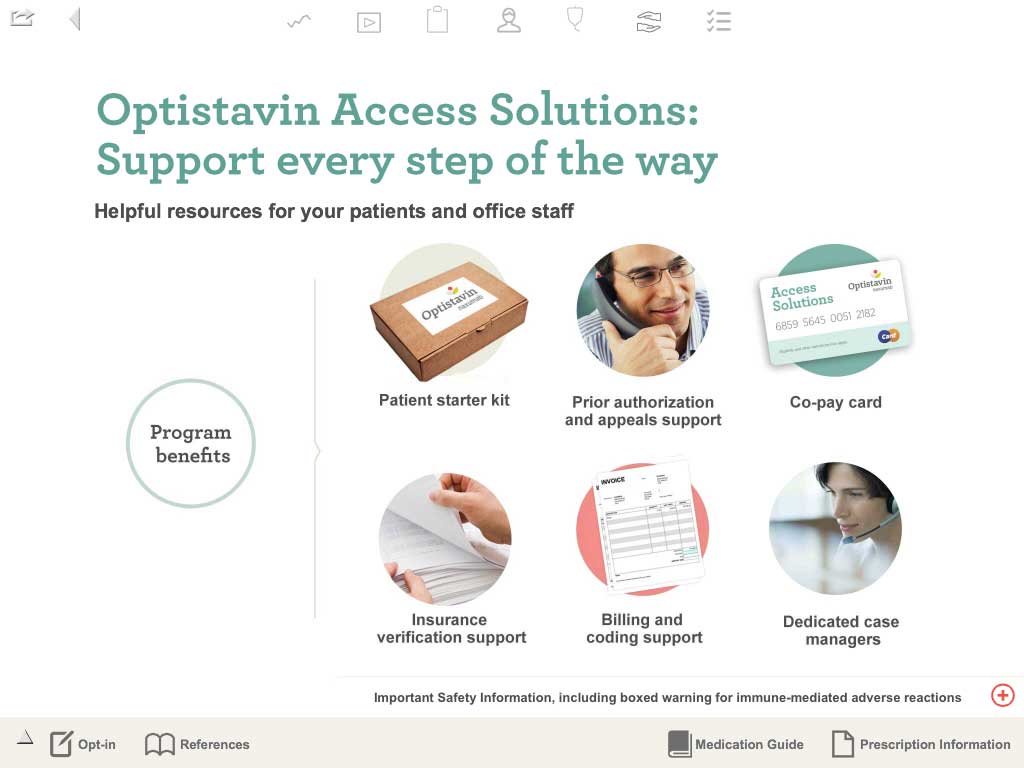 Optistavin Access Solutions:
Support every step of the way
Helpful resources for your patients and office staff
Program
benefits
Optistavin
Patient starter kit
Prior authorization
and appeals support
Access
Solutions
Optistavin
6859 5645 0051 2182
Card
Co-pay card
Insurance
verification support
INVOICE
Billing and
coding support
Dedicated case
managers
Important Safety Information, including boxed warning for immune-mediated adverse reactions
Opt-in
References
Medication Guide
Prescription Information